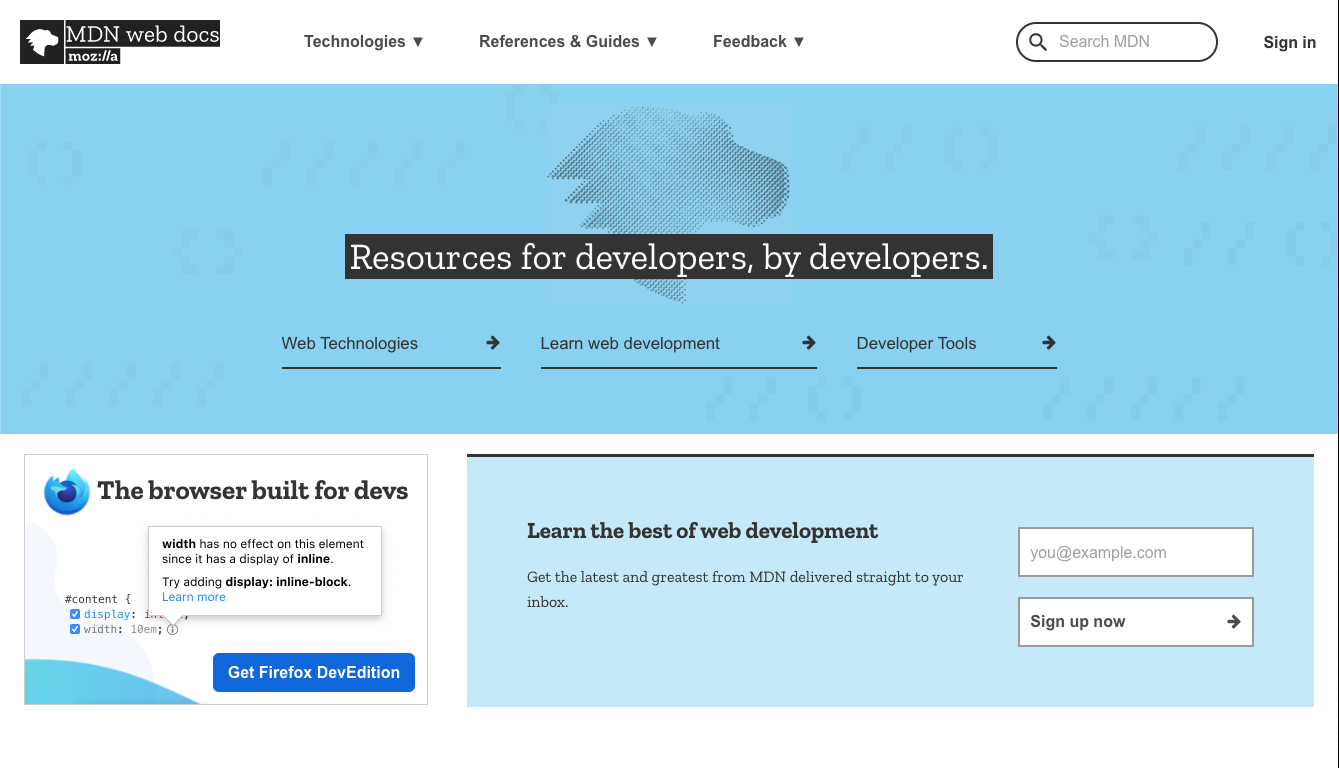 MDN web docs
moz://a
Technologies ▼
References & Guides ▼
Feedback ▼
Search MDN
Sign in
Resources for developers, by developers.
Web Technologies
Learn web development
Developer Tools
The browser built for devs
width has no effect on this element
since it has a display of inline.
Try adding display: inline-block.
Learn more
#content {
display: in
width: 10em;
Get Firefox DevEdition
Learn the best of web development
Get the latest and greatest from MDN delivered straight to your
inbox.
you@example.com
Sign up now